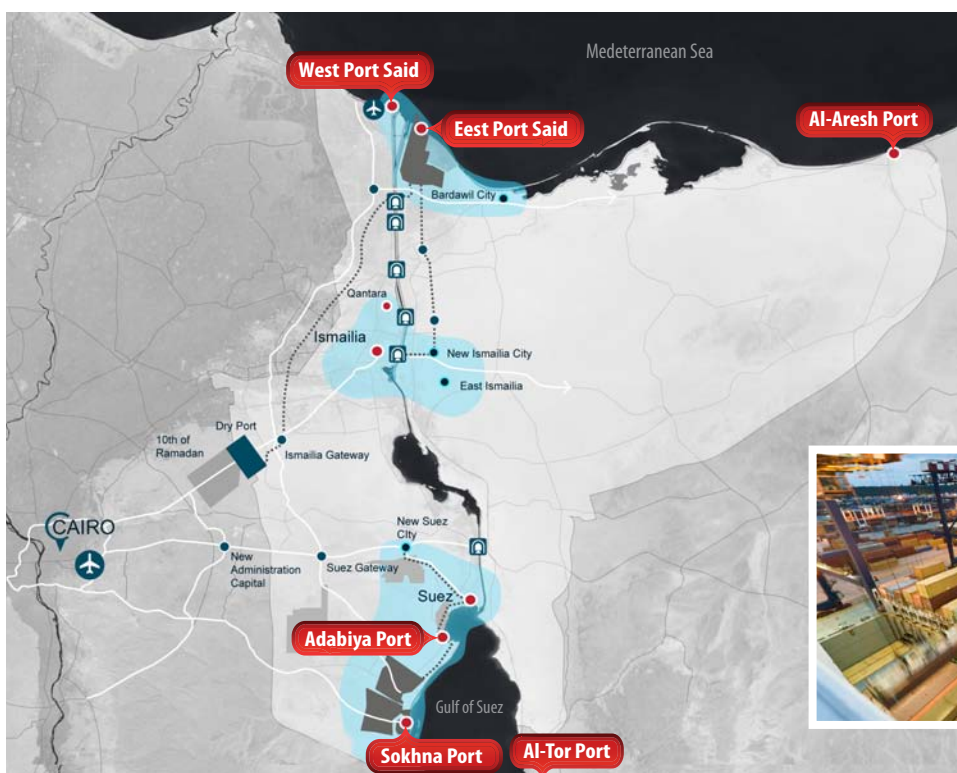 Medeterranean Sea
West Port Said
Eest Port Said
Al-Aresh Port
Bardawil City
Qantara
Ismailia
New Ismailia City
East Ismailia
Dry Port
10th of
Ramadan
Ismailia Gateway
CAIRO
New Suez
CIty
New
Administration
Capital
Suez Gateway
Suez
Adabiya Port
Gulf of Suez
Sokhna Port
Al-Tor Port